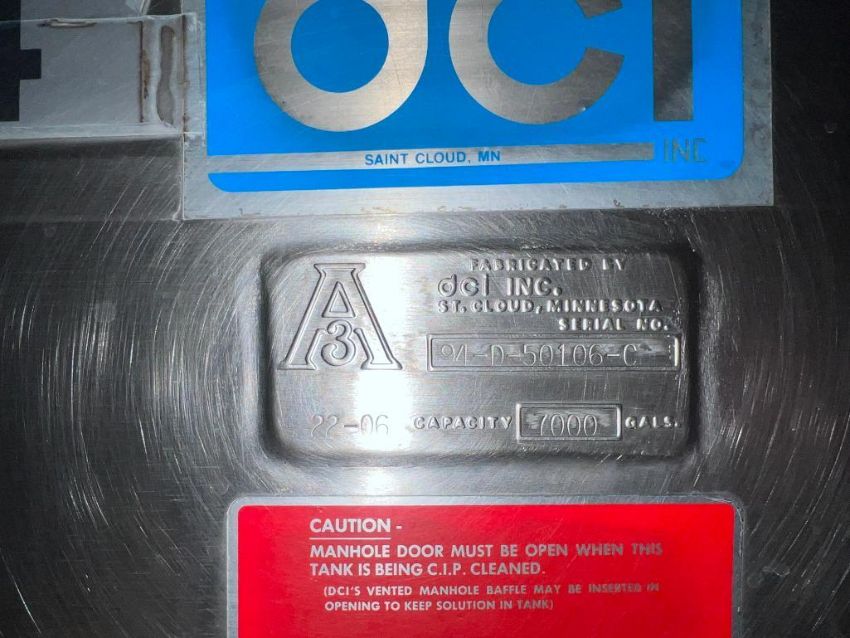 dci
SAINT CLOUD, MN
INC
FABRICATED BY
dci INC.
ST. CLOUD, MINNESOTA
SERIAL NO.
A
3
94-D-50106-C
22-06 CAPACITY 7000 GALS.
CAUTION -
MANHOLE DOOR MUST BE OPEN WHEN THIS
TANK IS BEING C.I.P. CLEANED.
(DCI'S VENTED MANHOLE BAFFLE MAY BE INSERTED IN
OPENING TO KEEP SOLUTION IN TANK)